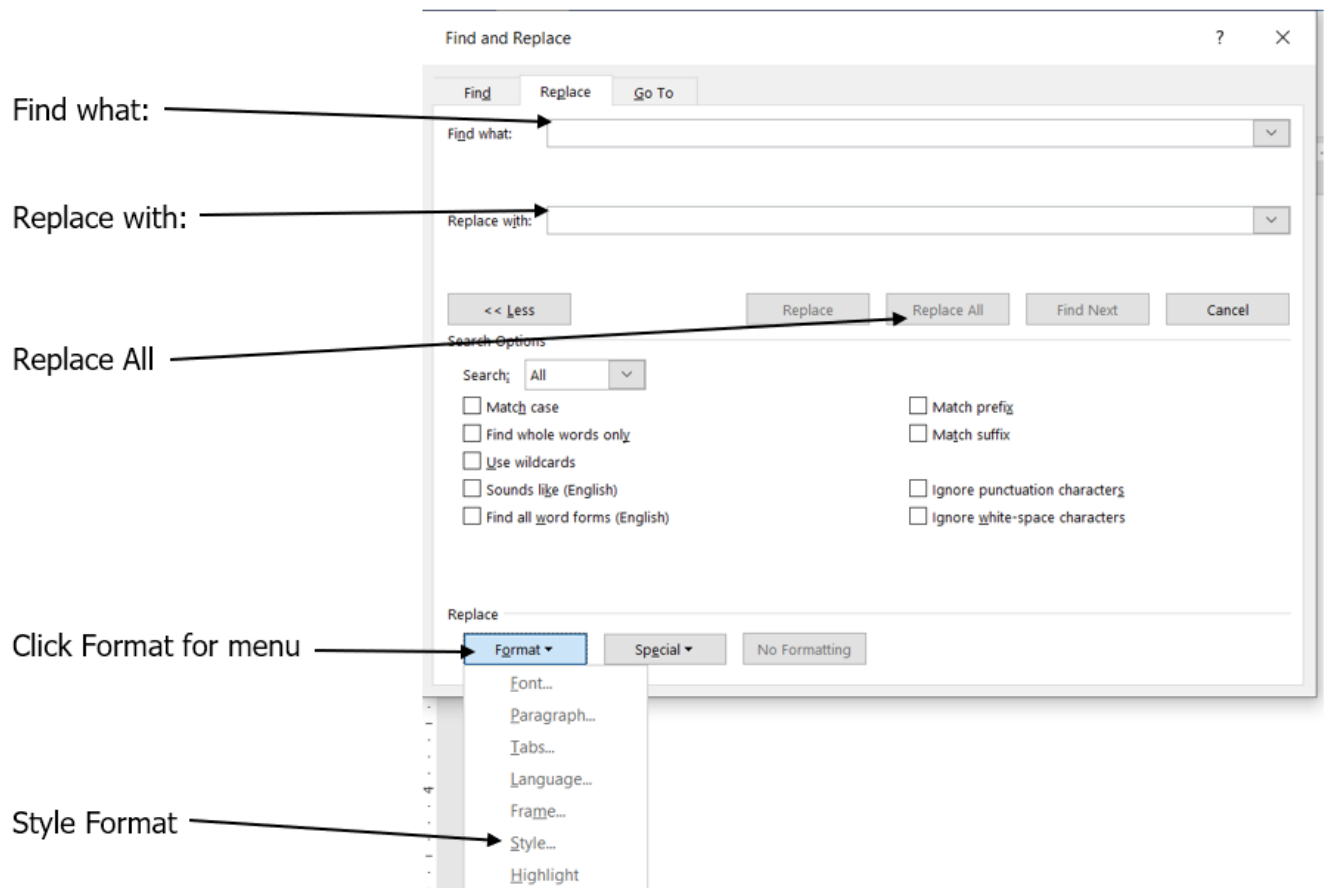 Find and Replace ?
Find Replace Go To
Find what:
Find what:
Replace with:
Replace with:
<< Less Replace Replace All Find Next Cancel
Replace All
Search Options
Search: All
Match case Match prefix
Find whole words only Match suffix
Use wildcards
Sounds like (English) Ignore punctuation characters
Find all word forms (English) Ignore white-space characters
Replace
Click Format for menu
Format Special No Formatting
Font...
Paragraph...
Tabs...
Language...
4
Frame...
Style Format
Style...
Highlight